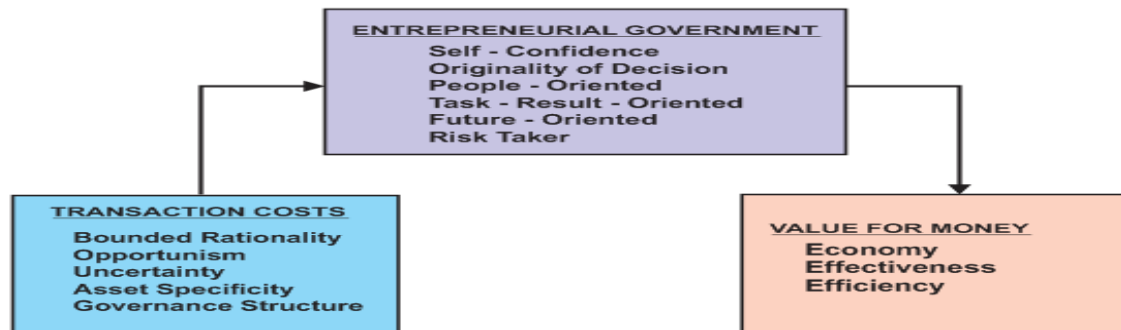 ENTREPRENEURIAL GOVERNMENT
Self - Confidence
Originality of Decision
People - Oriented
Task - Result - Oriented
Future - Oriented
Risk Taker
TRANSACTION COSTS
Bounded Rationality
Opportunism
Uncertainty
Asset Specificity
Governance Structure
VALUE FOR MONEY
Economy
Effectiveness
Efficiency